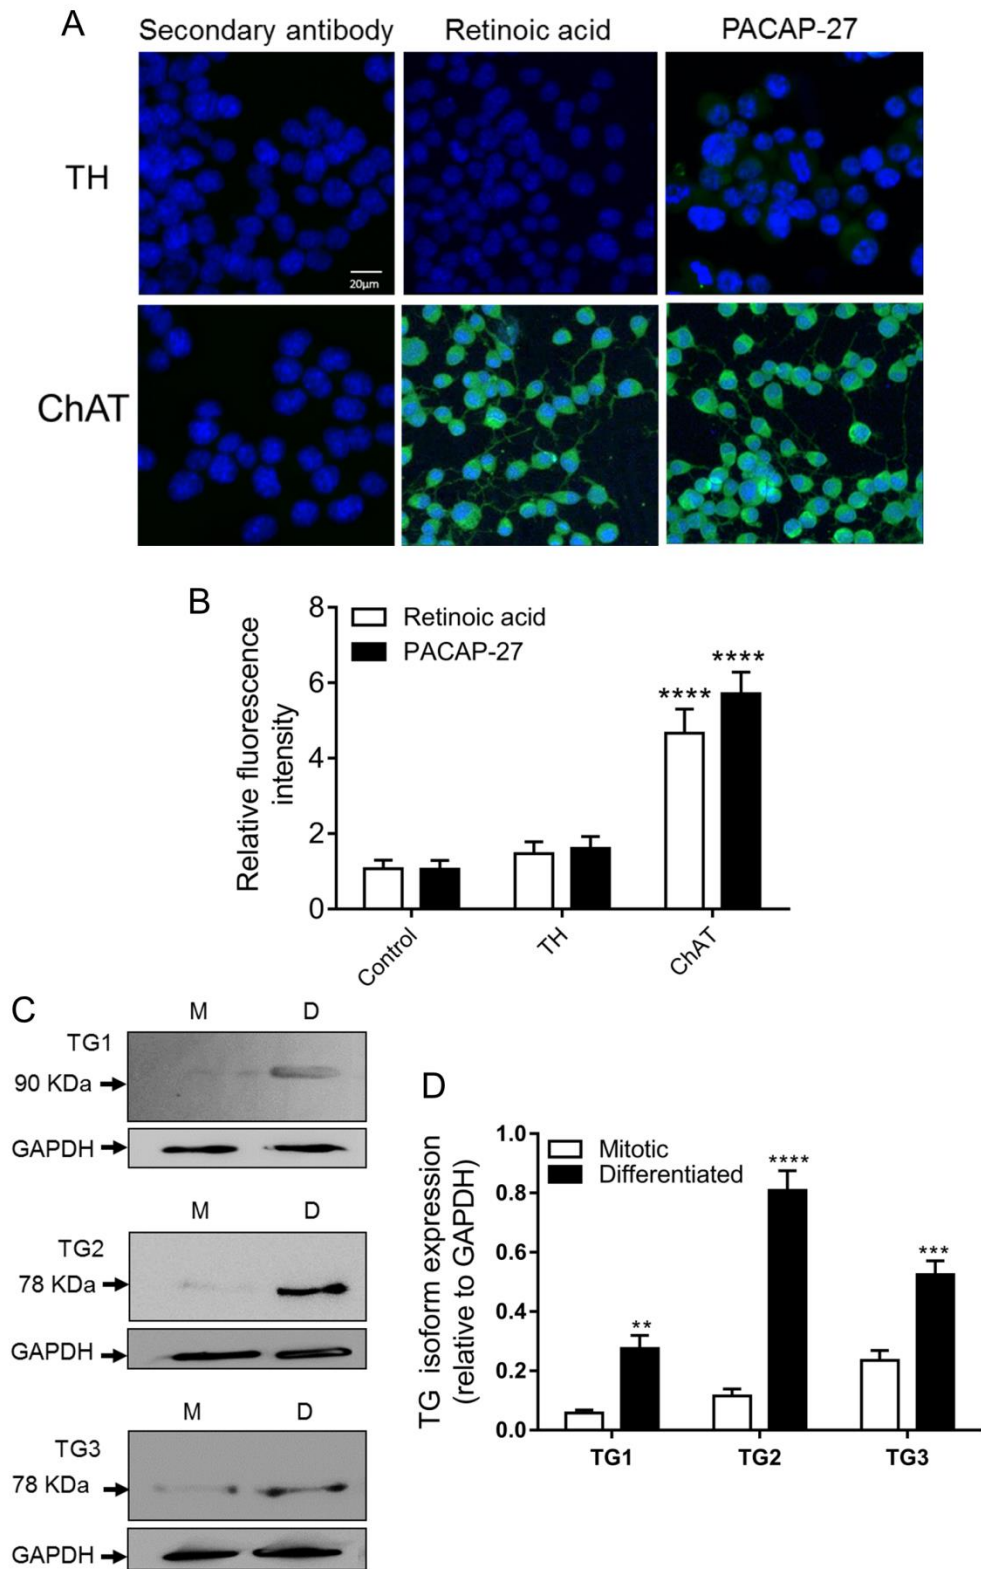 A
Secondary antibody Retinoic acid PACAP-27
TH
20µm
ChAT
B
Relative fluorescence
intensity
8
6
4
2
0
Retinoic acid
PACAP-27
****
****
Control TH ChAT
C
M D
TG1
90 KDa
GAPDH
M D
TG2
78 KDa
GAPDH
M D
TG3
78 KDa
GAPDH
D
TG isoform expression
(relative to GAPDH)
1.0
0.8
0.6
0.4
0.2
0.0
Mitotic
Differentiated
**
****
***
TG1 TG2 TG3